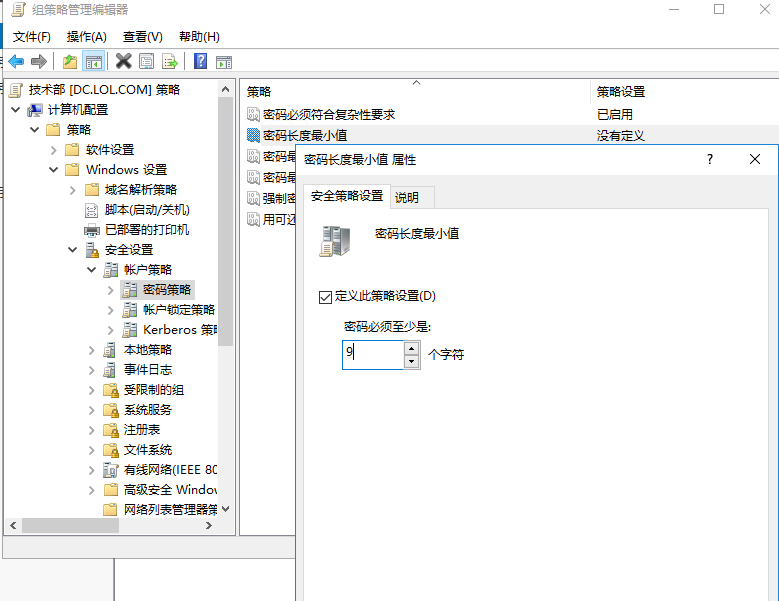 组策略管理编辑器
文件(F) 操作(A) 查看(V) 帮助(H)
技术部 [DC.LOL.COM] 策略
计算机配置
策略
软件设置
Windows 设置
域名解析策略
脚本(启动/关机)
已部署的打印机
安全设置
帐户策略
密码策略
帐户锁定策略
Kerberos 策略
本地策略
事件日志
受限制的组
系统服务
注册表
文件系统
有线网络(IEEE 80
高级安全 Window
网络列表管理器策
策略 策略设置
密码必须符合复杂性要求 已启用
密码长度最小值 没有定义
密码最
密码最
强制密
用可还
密码长度最小值 属性 ?
安全策略设置 说明
密码长度最小值
定义此策略设置(D)
密码必须至少是:
9 个字符